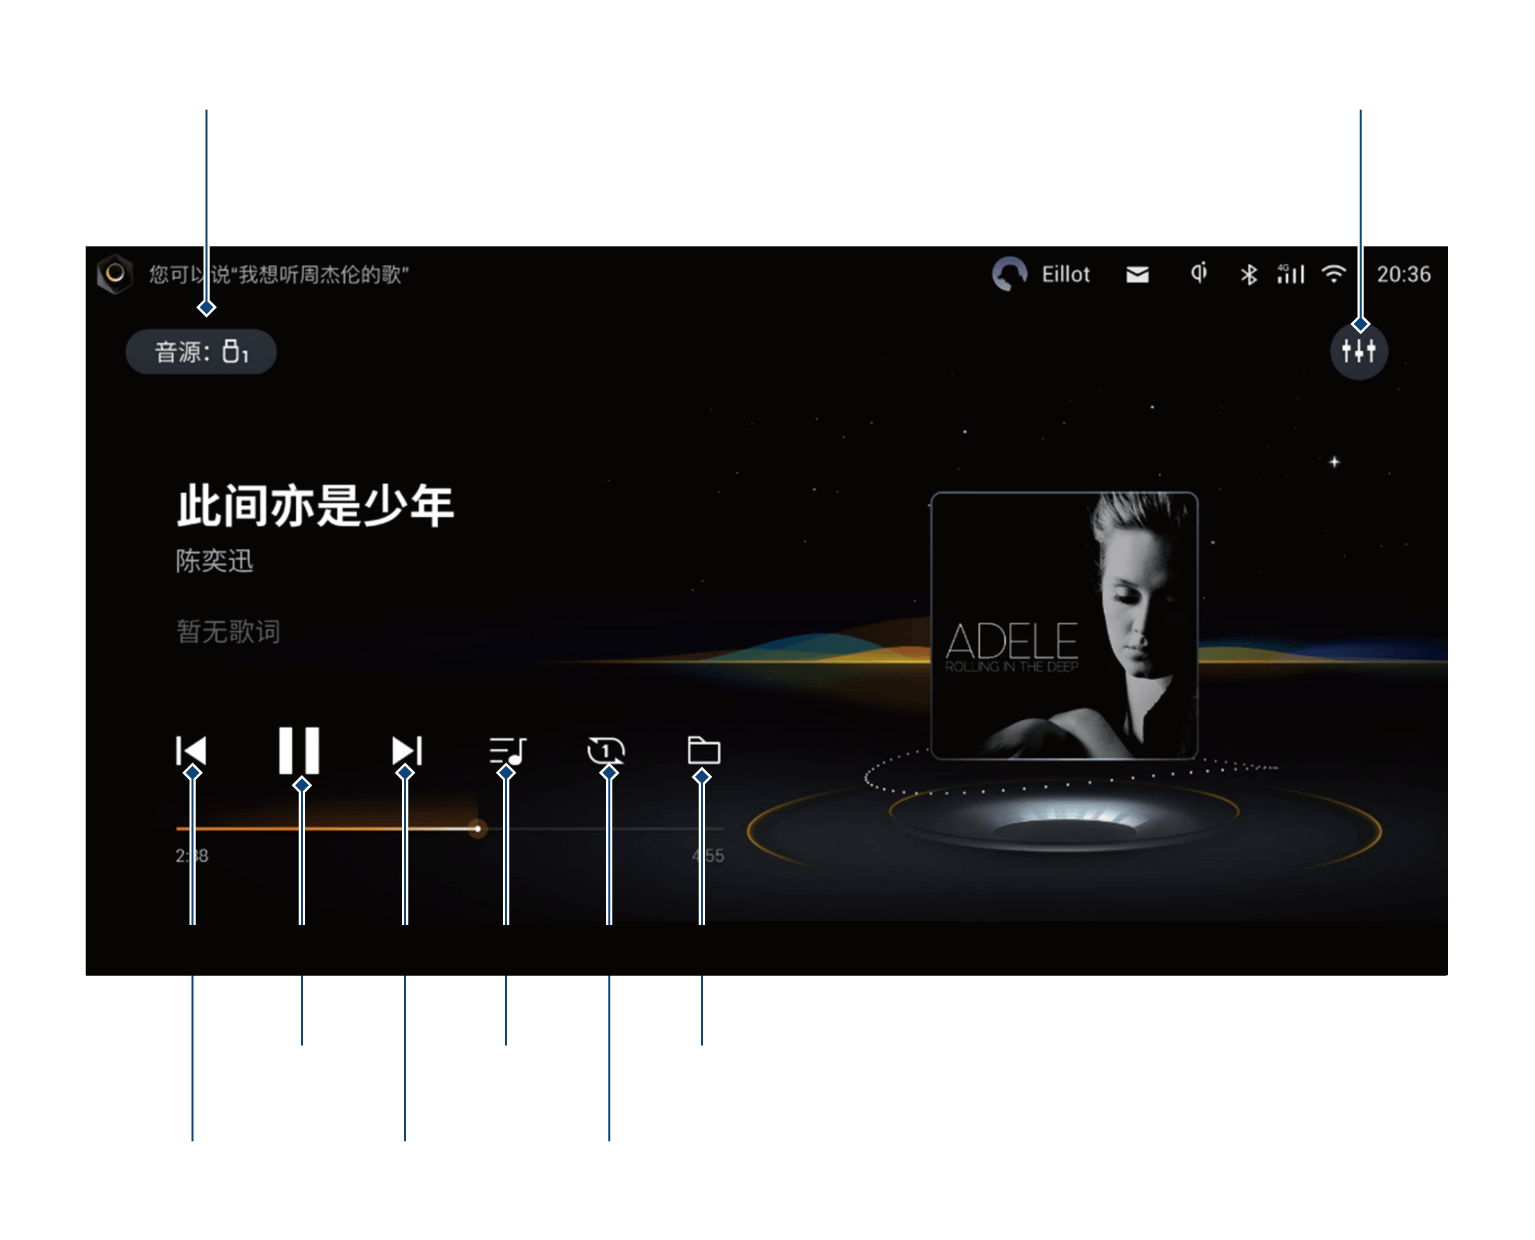 您可以说“我想听周杰伦的歌”
Eillot
4G
20:36
音源：1
此间亦是少年
陈奕迅
暂无歌词
ADELE
ROLLING IN THE DEEP
1
2:38
4:55